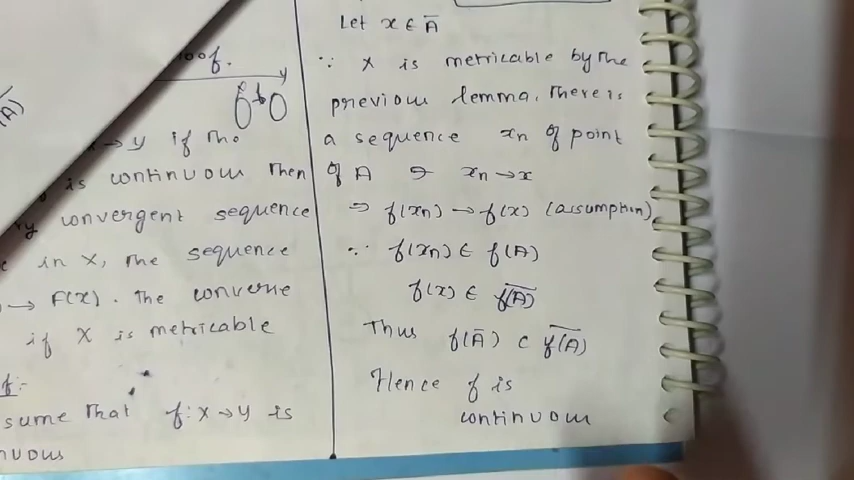 y
→ y if the
is continuous Then
convergent sequence
in X, The sequence
→ F(x). The converse
if X is metricable
f:-
sume That f: X → y is
nuous
Let x ∈ A̅
∵ X is metricable by the
previous lemma. There is
a sequence xn of point
of A ∋ xn → x
⇒ f(xn) → f(x) (assumption)
∵ f(xn) ∈ f(A)
f(x) ∈ \overline{f(A)}
Thus f(A̅) ⊂ \overline{f(A)}
Hence f is
continuous